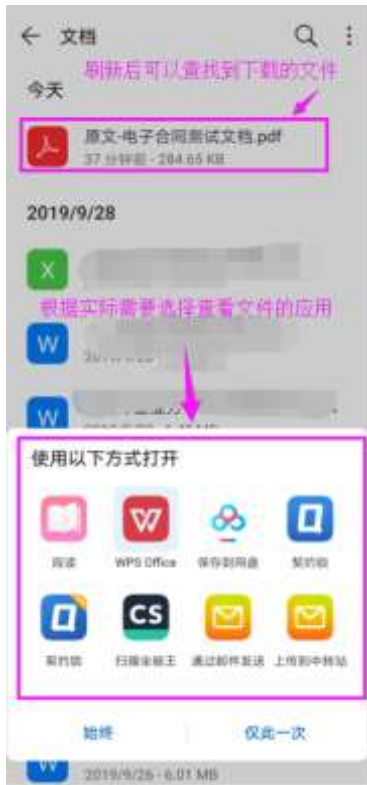 文档
刷新后可以查找到下载的文件
今天
原文-电子合同测试文档.pdf
37 分钟前 - 284.65 KB
2019/9/28
X
根据实际需要选择查看文件的应用
W
W
使用以下方式打开
阅读
WPS Office
保存到网盘
契约锁
契约锁
CS
扫描全能王
通过邮件发送
上传到中转站
始终
仅此一次
W
2019/9/26 - 6.01 MB